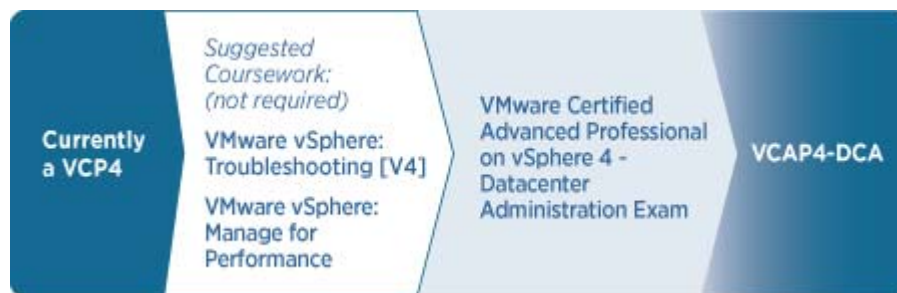 Currently
a VCP4
Suggested
Coursework:
(not required)
VMware vSphere:
Troubleshooting [V4]
VMware vSphere:
Manage for
Performance
VMware Certified
Advanced Professional
on vSphere 4 -
Datacenter
Administration Exam
VCAP4-DCA